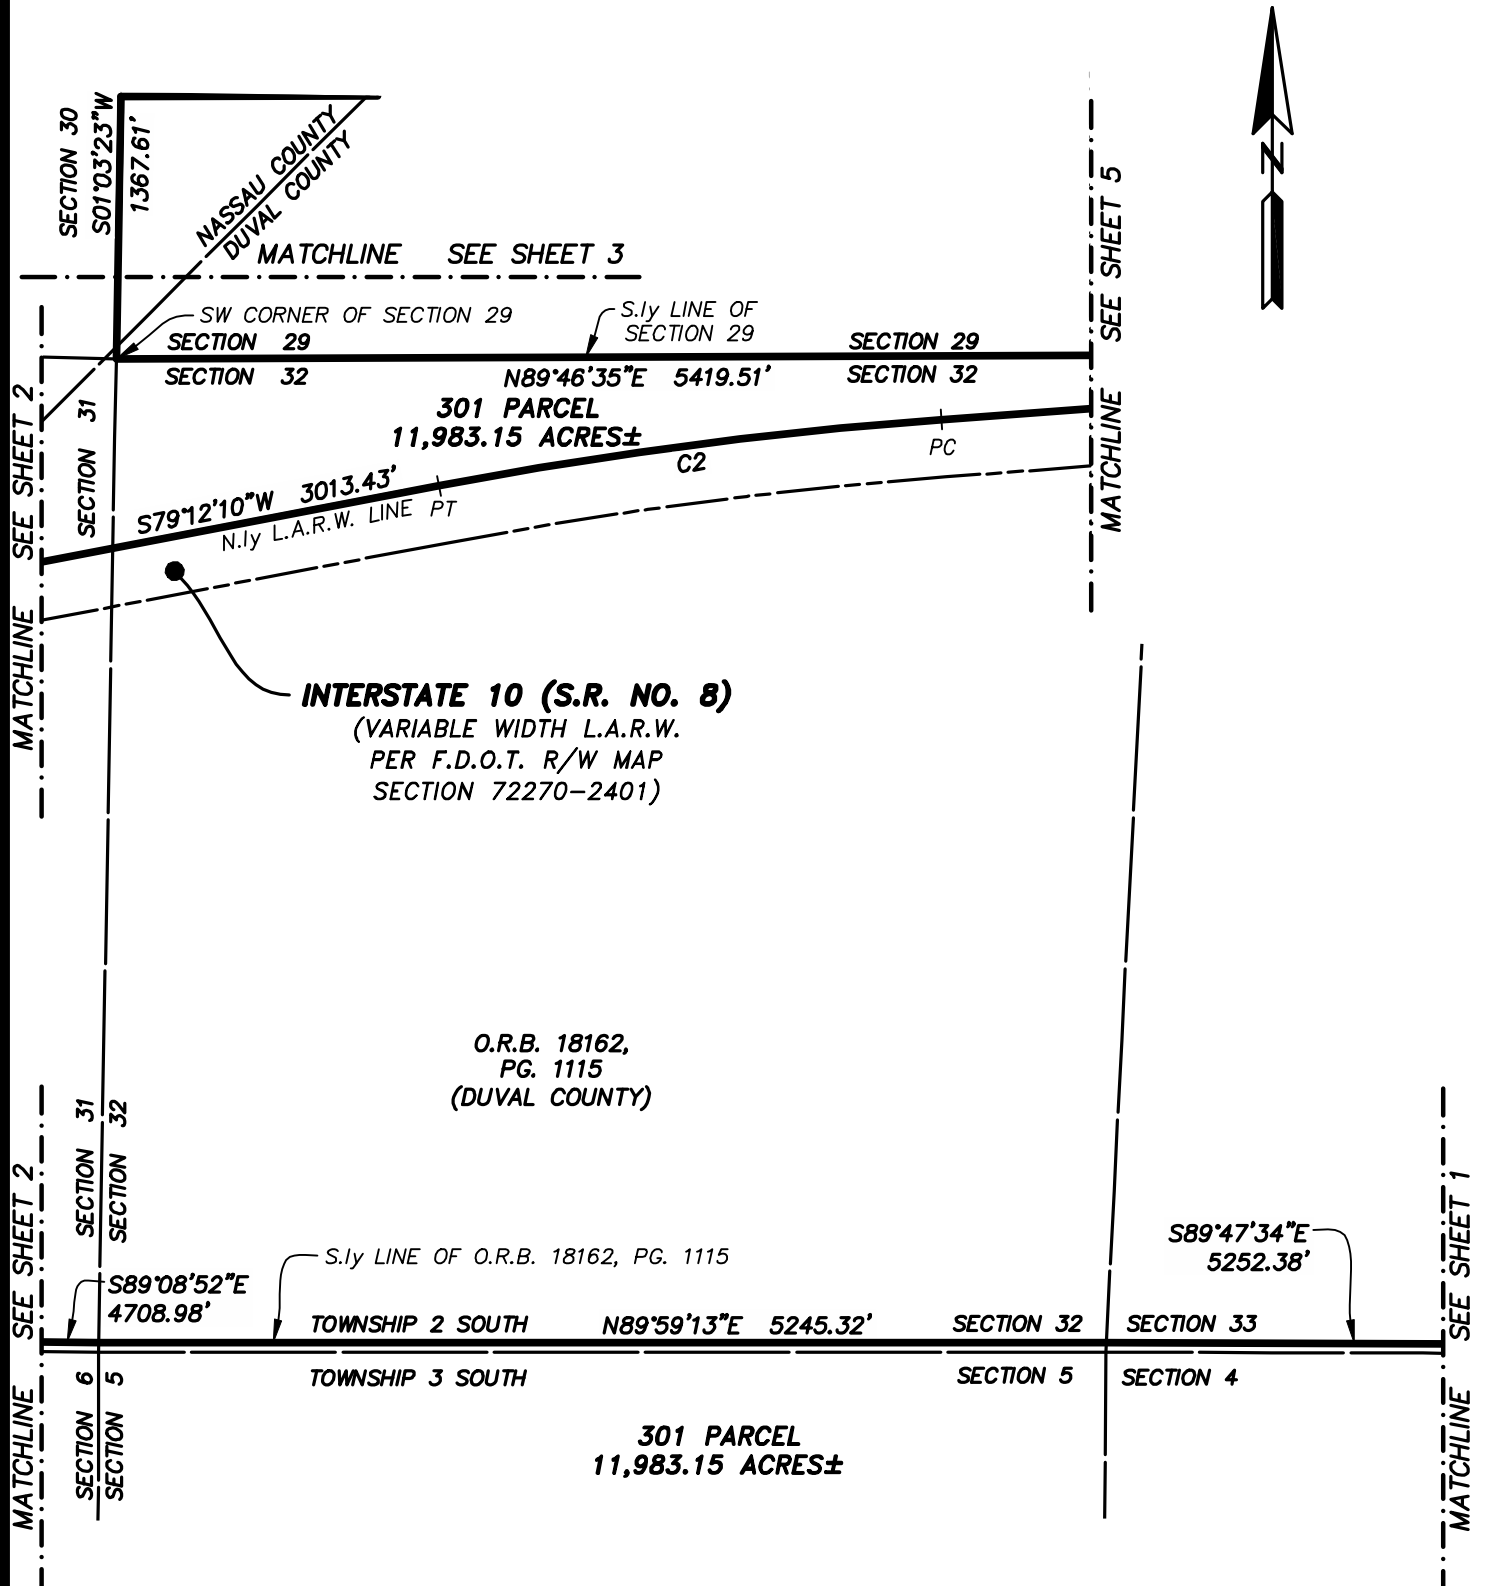 SECTION 30
S01°03'23"W
1367.61'
NASSAU COUNTY
DUVAL COUNTY
N
MATCHLINE SEE SHEET 3
MATCHLINE SEE SHEET 5
SW CORNER OF SECTION 29
S.ly LINE OF
SECTION 29
SECTION 29
SECTION 29
SECTION 32
N89°46'35"E 5419.51'
SECTION 32
301 PARCEL
11,983.15 ACRES±
MATCHLINE SEE SHEET 2
SECTION 31
S79°12'10"W 3013.43'
N.ly L.A.R.W. LINE
PT
C2
PC
INTERSTATE 10 (S.R. NO. 8)
(VARIABLE WIDTH L.A.R.W.
PER F.D.O.T. R/W MAP
SECTION 72270-2401)
O.R.B. 18162,
PG. 1115
(DUVAL COUNTY)
SECTION 31
SECTION 32
MATCHLINE SEE SHEET 2
MATCHLINE SEE SHEET 1
S.ly LINE OF O.R.B. 18162, PG. 1115
S89°47'34"E
5252.38'
S89°08'52"E
4708.98'
TOWNSHIP 2 SOUTH
N89°59'13"E 5245.32'
SECTION 32
SECTION 33
TOWNSHIP 3 SOUTH
SECTION 5
SECTION 4
SECTION 6
SECTION 5
301 PARCEL
11,983.15 ACRES±